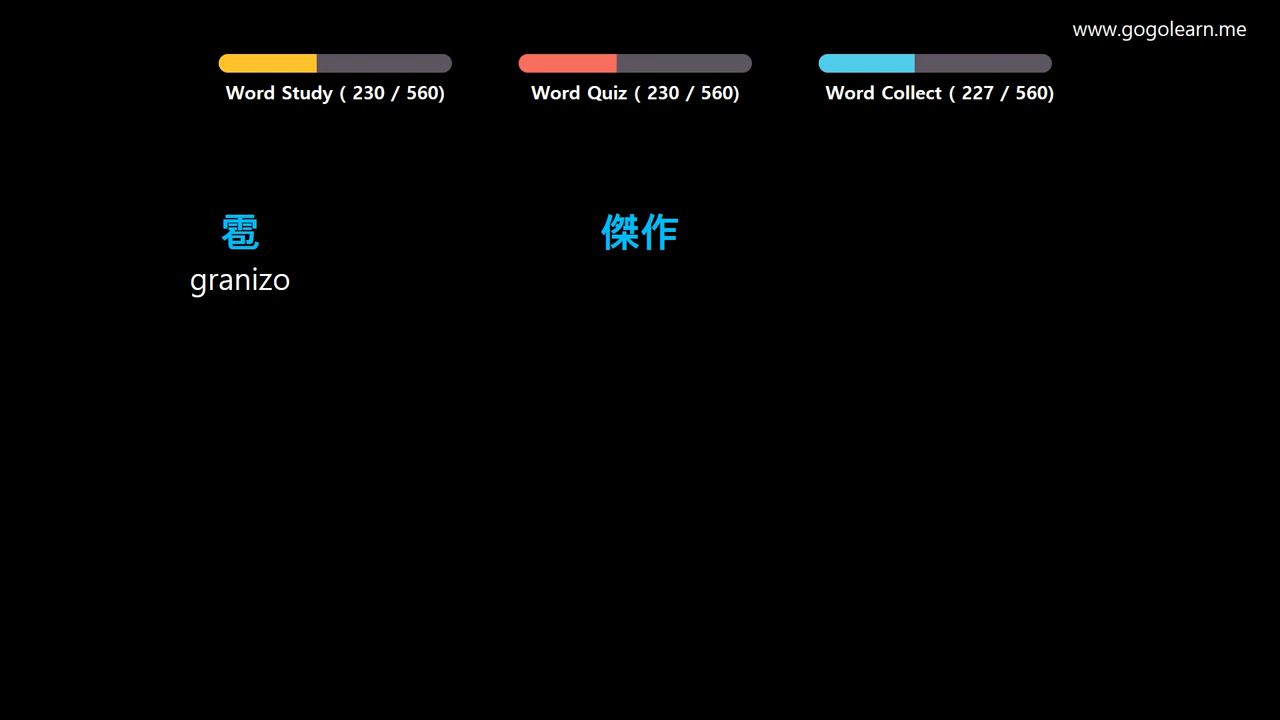 www.gogolearn.me
Word Study ( 230 / 560)
Word Quiz ( 230 / 560)
Word Collect ( 227 / 560)
雹
granizo
傑作